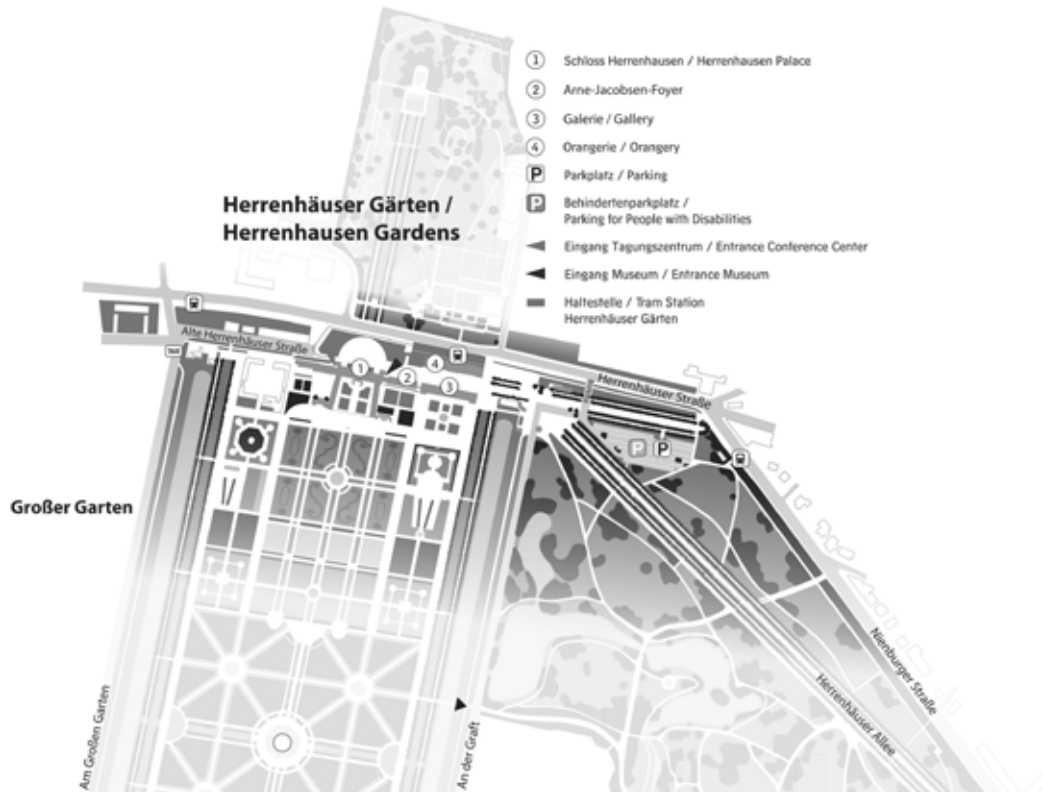 1 Schloss Herrenhausen / Herrenhausen Palace
2 Arne-Jacobsen-Foyer
3 Galerie / Gallery
4 Orangerie / Orangery
P Parkplatz / Parking
P Behindertenparkplatz /
Parking for People with Disabilities
Eingang Tagungszentrum / Entrance Conference Center
Eingang Museum / Entrance Museum
Haltestelle / Tram Station
Herrenhäuser Gärten
Herrenhäuser Gärten /
Herrenhausen Gardens
Alte Herrenhäuser Straße
TAXI
1
2
3
4
Herrenhäuser Straße
P
P
Großer Garten
Am Großen Garten
An der Graft
Herrenhäuser Allee
Nienburger Straße